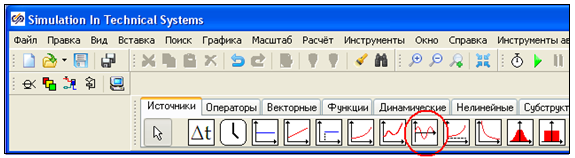 Simulation In Technical Systems
Файл Правка Вид Вставка Поиск Графика Масштаб Расчёт Инструменты Окно Справка Инструменты ав
Источники Операторы Векторные Функции Динамические Нелинейные Субструкт
Δt